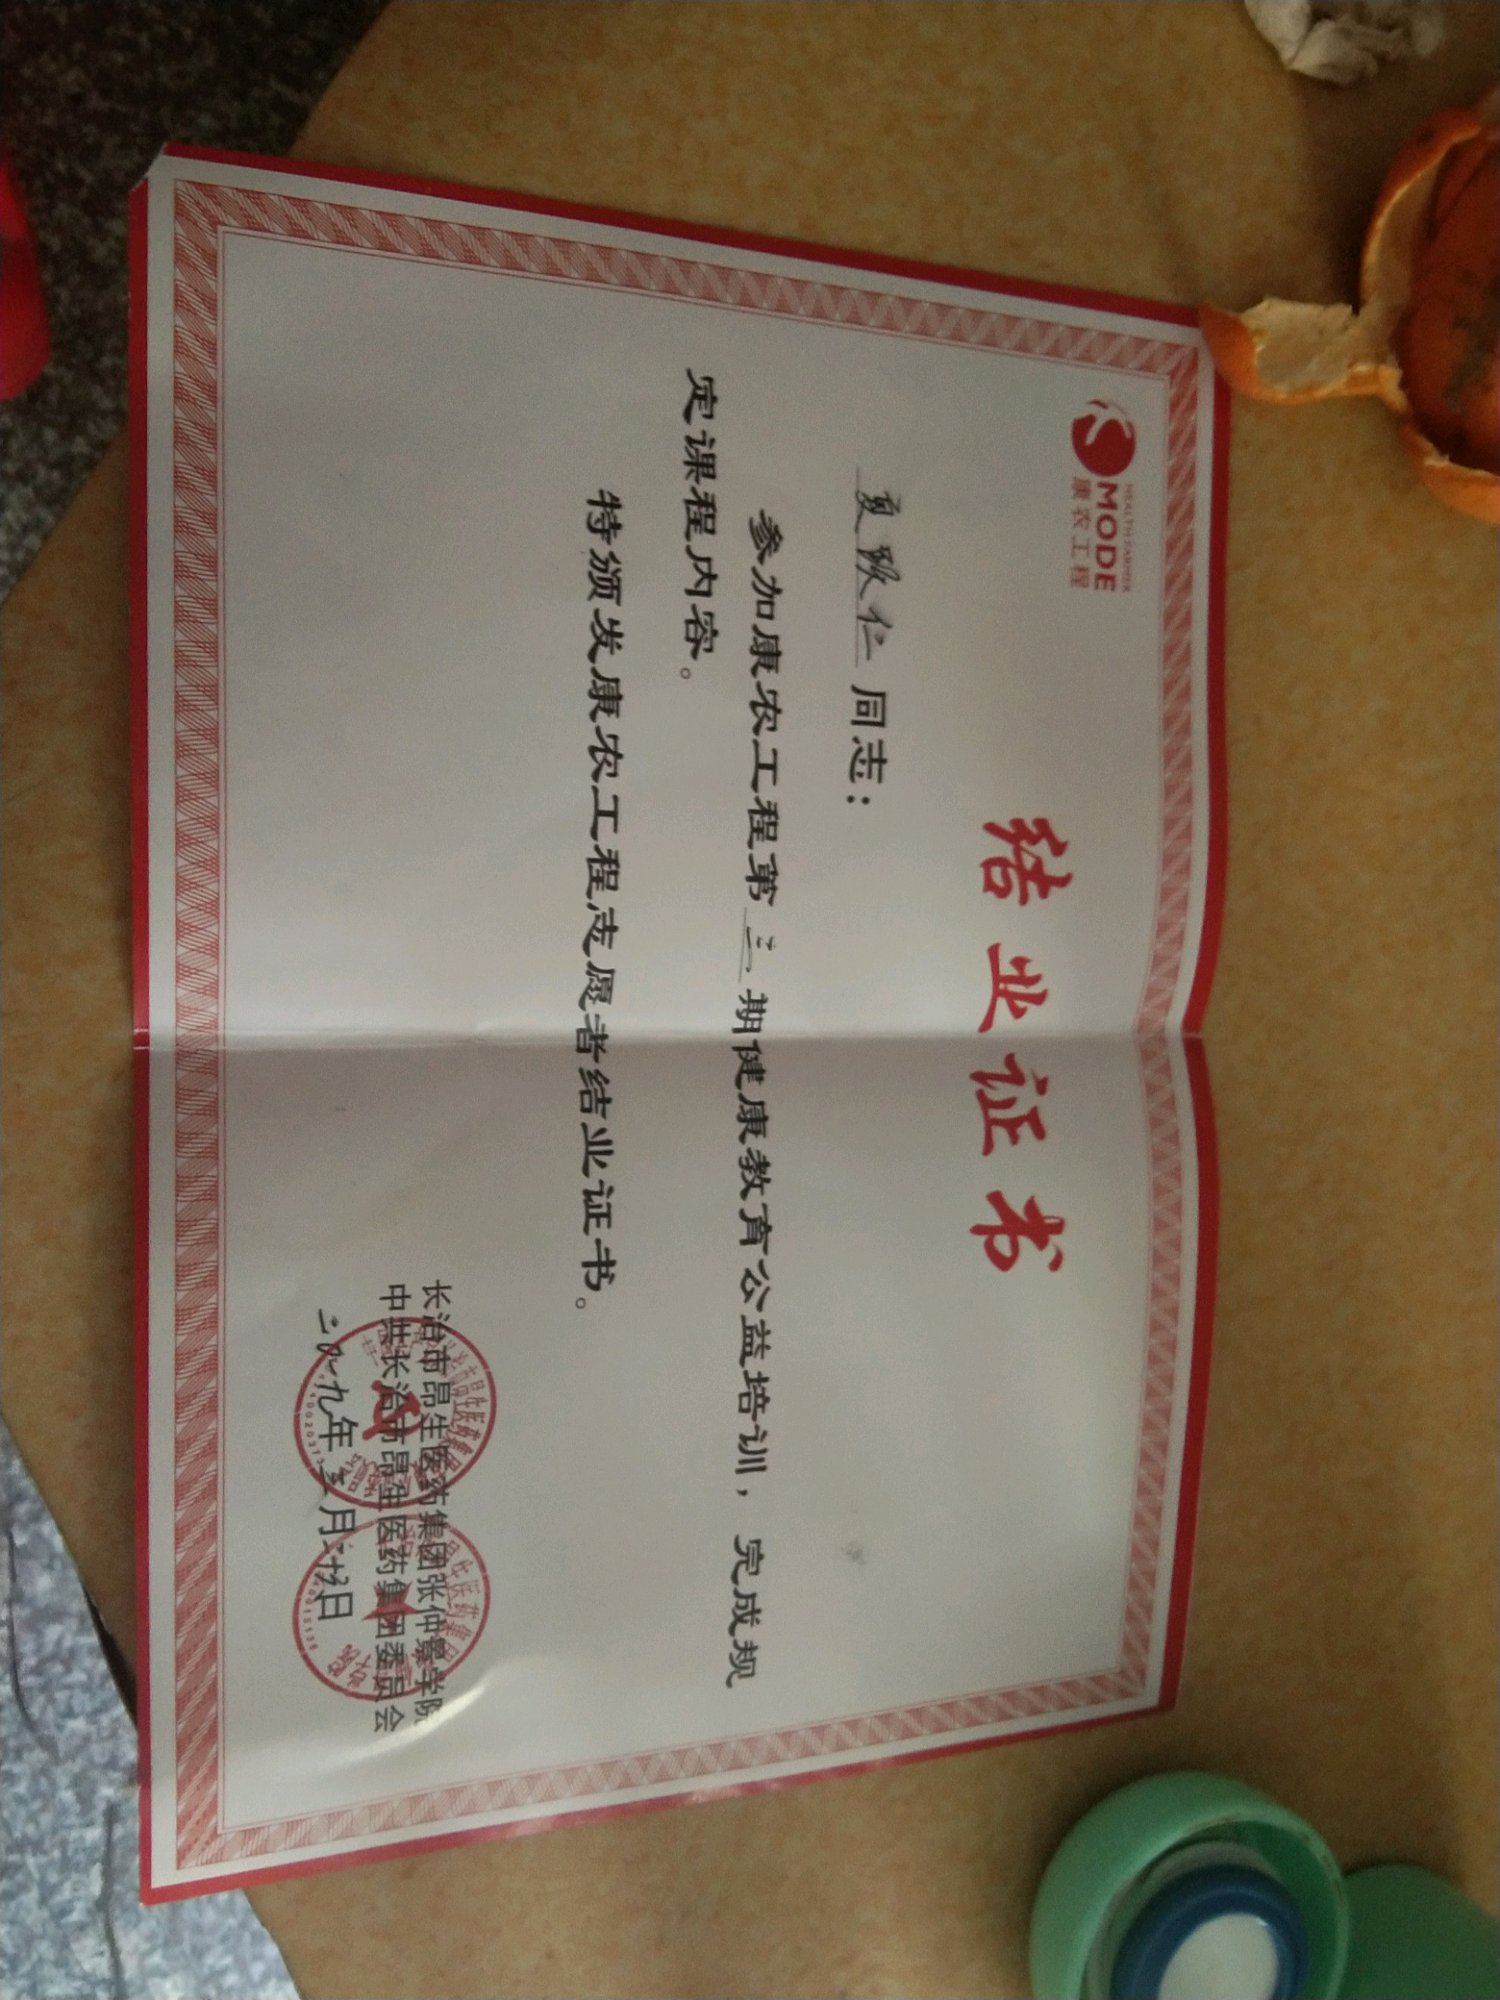 HEALTH FARMER
MODE
康农工程
结业证书
夏 仁 同志：
参加康农工程第三期健康教育公益培训，完成规
定课程内容。
特颁发康农工程志愿者结业证书。
长治市昂生医药集团张仲景学院
中共长治市昂生医药集团委员会
二〇一九年 月 日